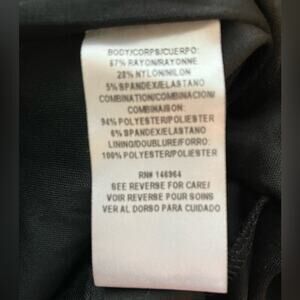 BODY/CORPS/CUERPO:
67% RAYON/RAYONNE
28% NYLON/NILON
5% SPANDEX/ELASTANO
COMBINATION/COMBINACION/
COMBINAISON:
94% POLYESTER/POLIESTER
6% SPANDEX/ELASTANO
LINING/DOUBLURE/FORRO:
100% POLYESTER/POLIESTER
RN# 146964
SEE REVERSE FOR CARE/
VOIR REVERSE POUR SOINS
VER AL DORSO PARA CUIDADO